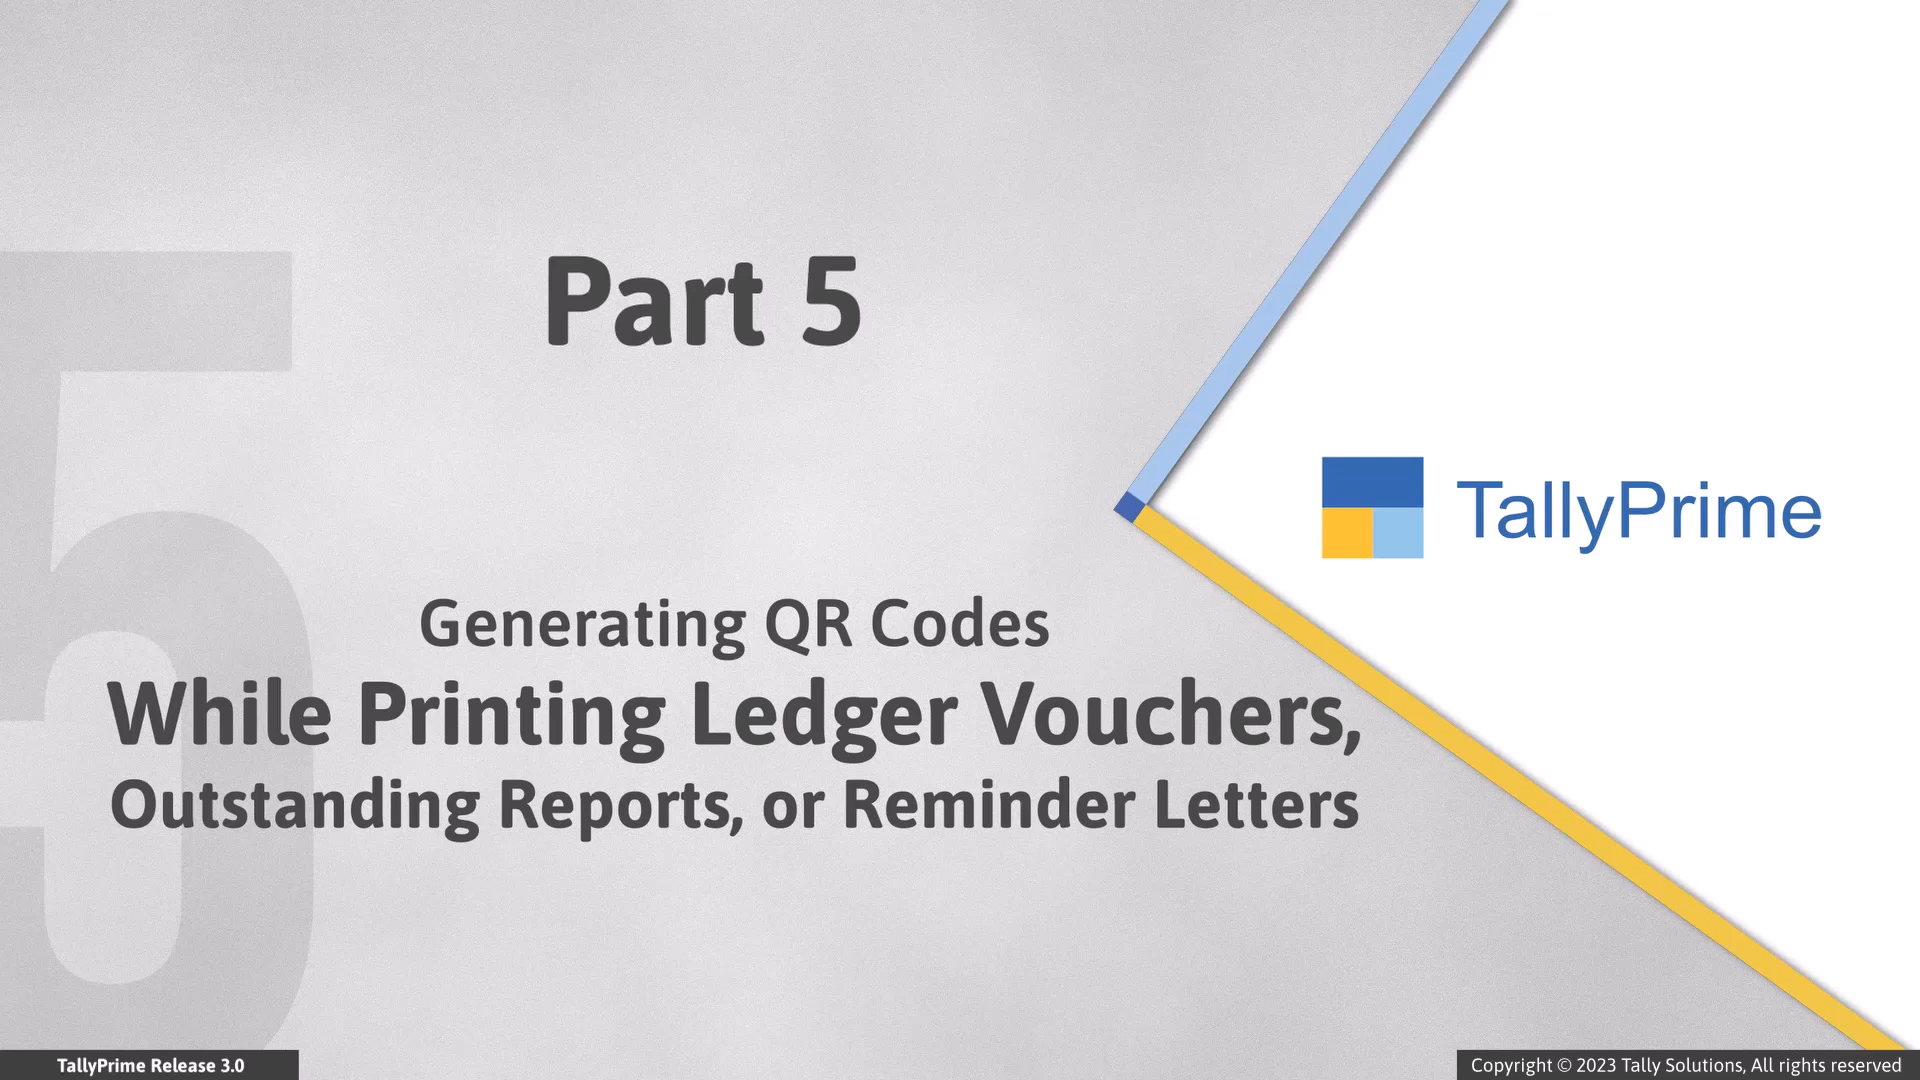 Part 5
TallyPrime
Generating QR Codes
While Printing Ledger Vouchers,
Outstanding Reports, or Reminder Letters
5
TallyPrime Release 3.0
Copyright © 2023 Tally Solutions, All rights reserved